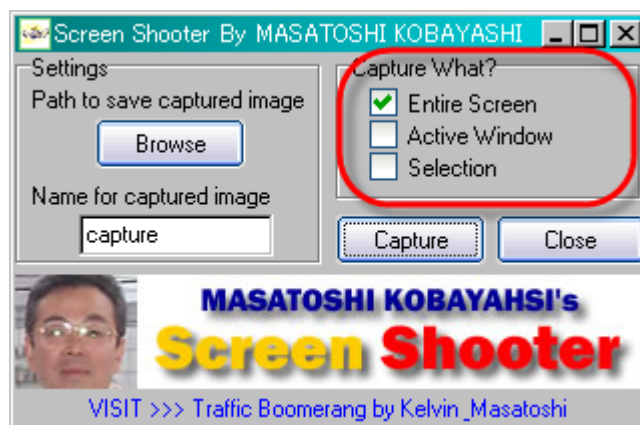 Screen Shooter By MASATOSHI KOBAYASHI
Settings
Path to save captured image
Browse
Name for captured image
capture
Capture What?
Entire Screen
Active Window
Selection
Capture
Close
MASATOSHI KOBAYAHSI's
Screen Shooter
VISIT >>> Traffic Boomerang by Kelvin_Masatoshi